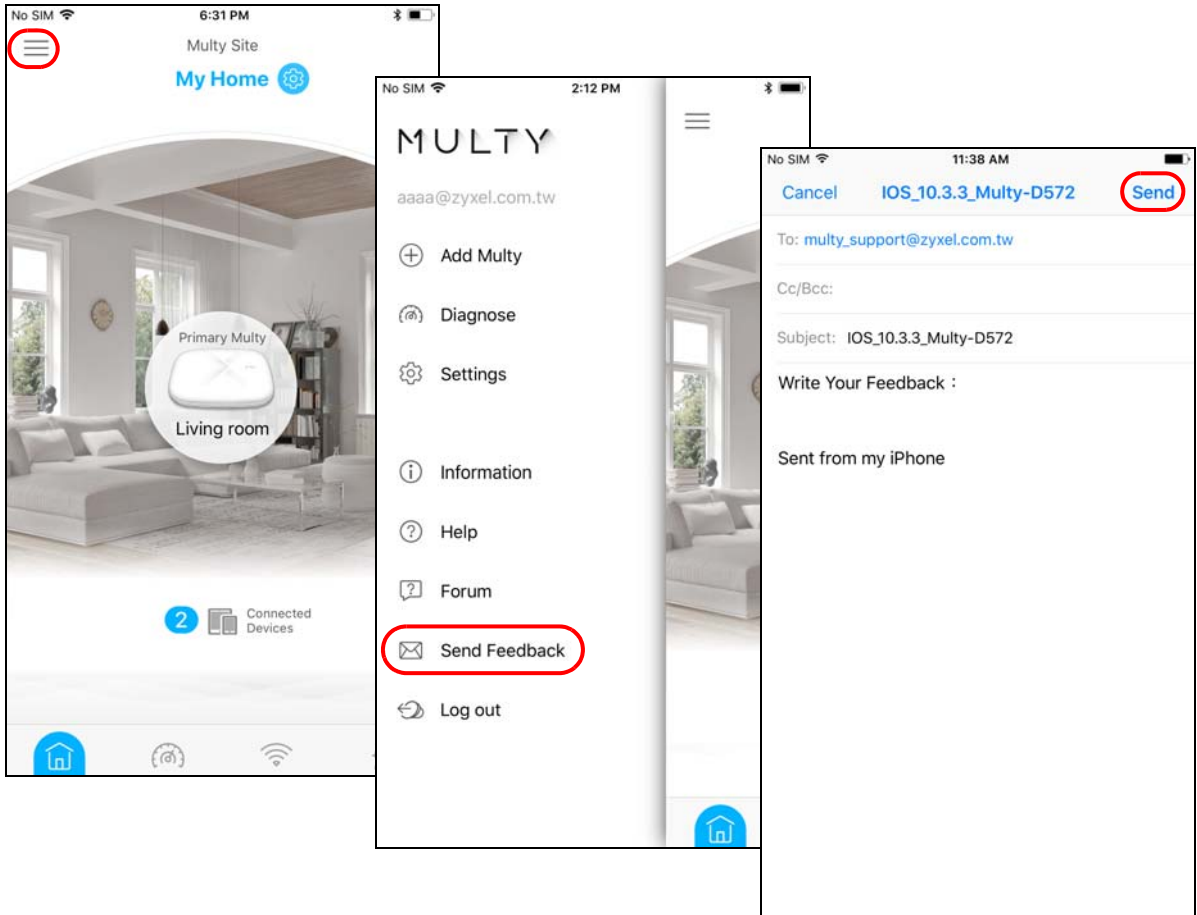 No SIM 6:31 PM
Multy Site
My Home
Primary Multy
Living room
2 Connected
Devices
No SIM 2:12 PM
MULTY
aaaa@zyxel.com.tw
Add Multy
Diagnose
Settings
Information
Help
Forum
Send Feedback
Log out
No SIM 11:38 AM
Cancel IOS_10.3.3_Multy-D572 Send
To: multy_support@zyxel.com.tw
Cc/Bcc:
Subject: IOS_10.3.3_Multy-D572
Write Your Feedback :
Sent from my iPhone